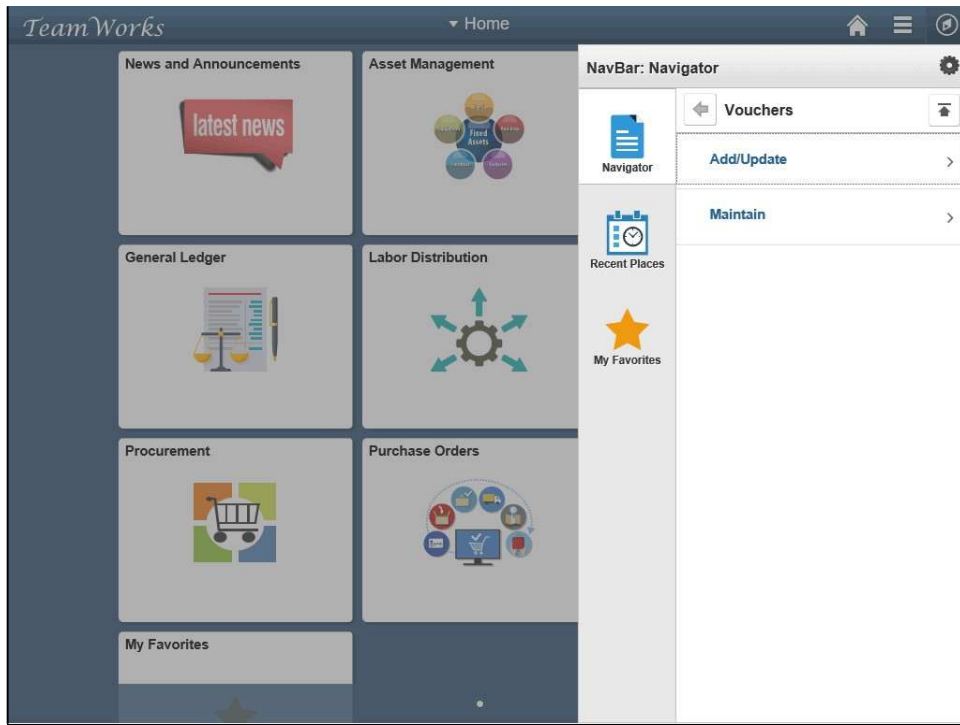 TeamWorks
Home
News and Announcements
latest news
Asset Management
Fixed
Assets
General Ledger
Labor Distribution
Procurement
Purchase Orders
My Favorites
NavBar: Navigator
Navigator
Recent Places
My Favorites
Vouchers
Add/Update
Maintain